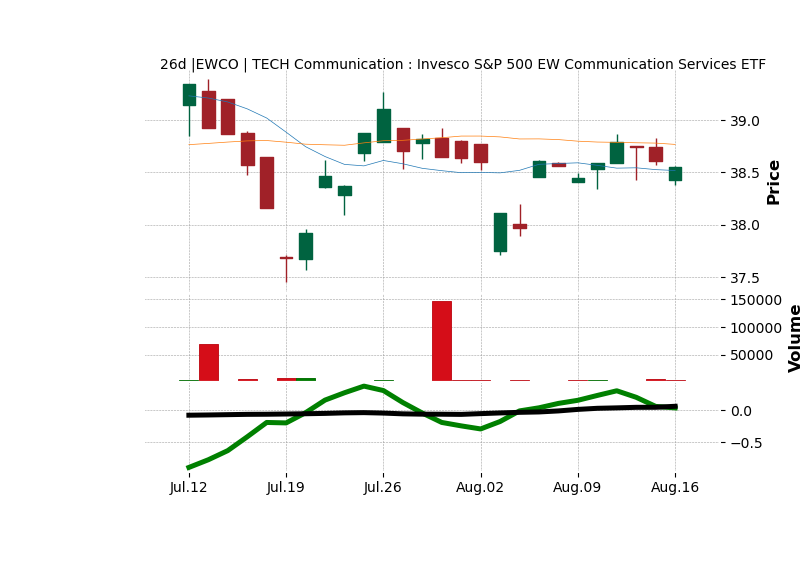 26d |EWCO | TECH Communication : Invesco S&P 500 EW Communication Services ETF
39.0
38.5
38.0
37.5
Price
150000
100000
50000
Volume
0.0
−0.5
Jul.12 Jul.19 Jul.26 Aug.02 Aug.09 Aug.16